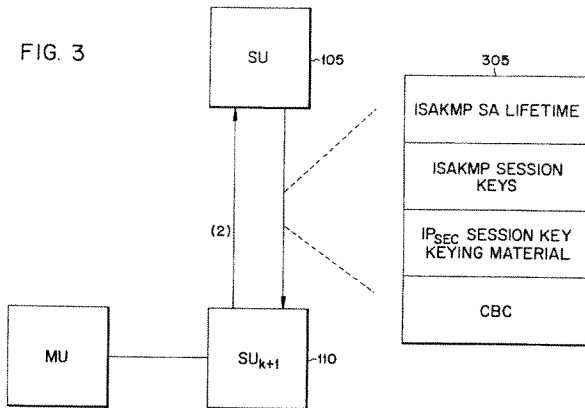 FIG. 3
SU
105
305
ISAKMP SA LIFETIME
ISAKMP SESSION
KEYS
IPSEC SESSION KEY
KEYING MATERIAL
CBC
(2)
MU
SUk+1
110